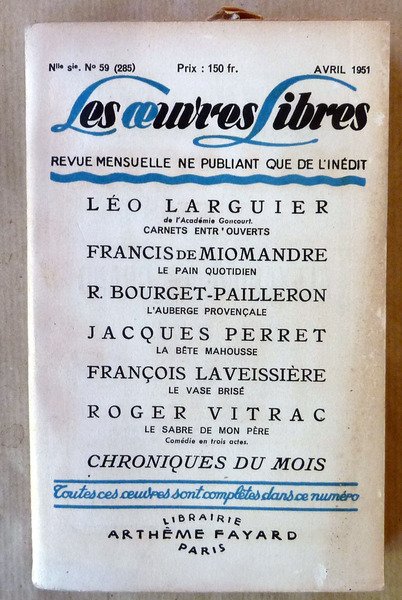 Nlle sie. No 59 (285) Prix : 150 fr. AVRIL 1951
Les œuvres Libres
REVUE MENSUELLE NE PUBLIANT QUE DE L'INÉDIT
LÉO LARGUIER
de l'Académie Goncourt.
CARNETS ENTR'OUVERTS
FRANCIS DE MIOMANDRE
LE PAIN QUOTIDIEN
R. BOURGET-PAILLERON
L'AUBERGE PROVENÇALE
JACQUES PERRET
LA BÊTE MAHOUSSE
FRANÇOIS LAVEISSIÈRE
LE VASE BRISÉ
ROGER VITRAC
LE SABRE DE MON PÈRE
Comédie en trois actes.
CHRONIQUES DU MOIS
Toutes ces œuvres sont complètes dans ce numéro
LIBRAIRIE
ARTHÈME FAYARD
PARIS